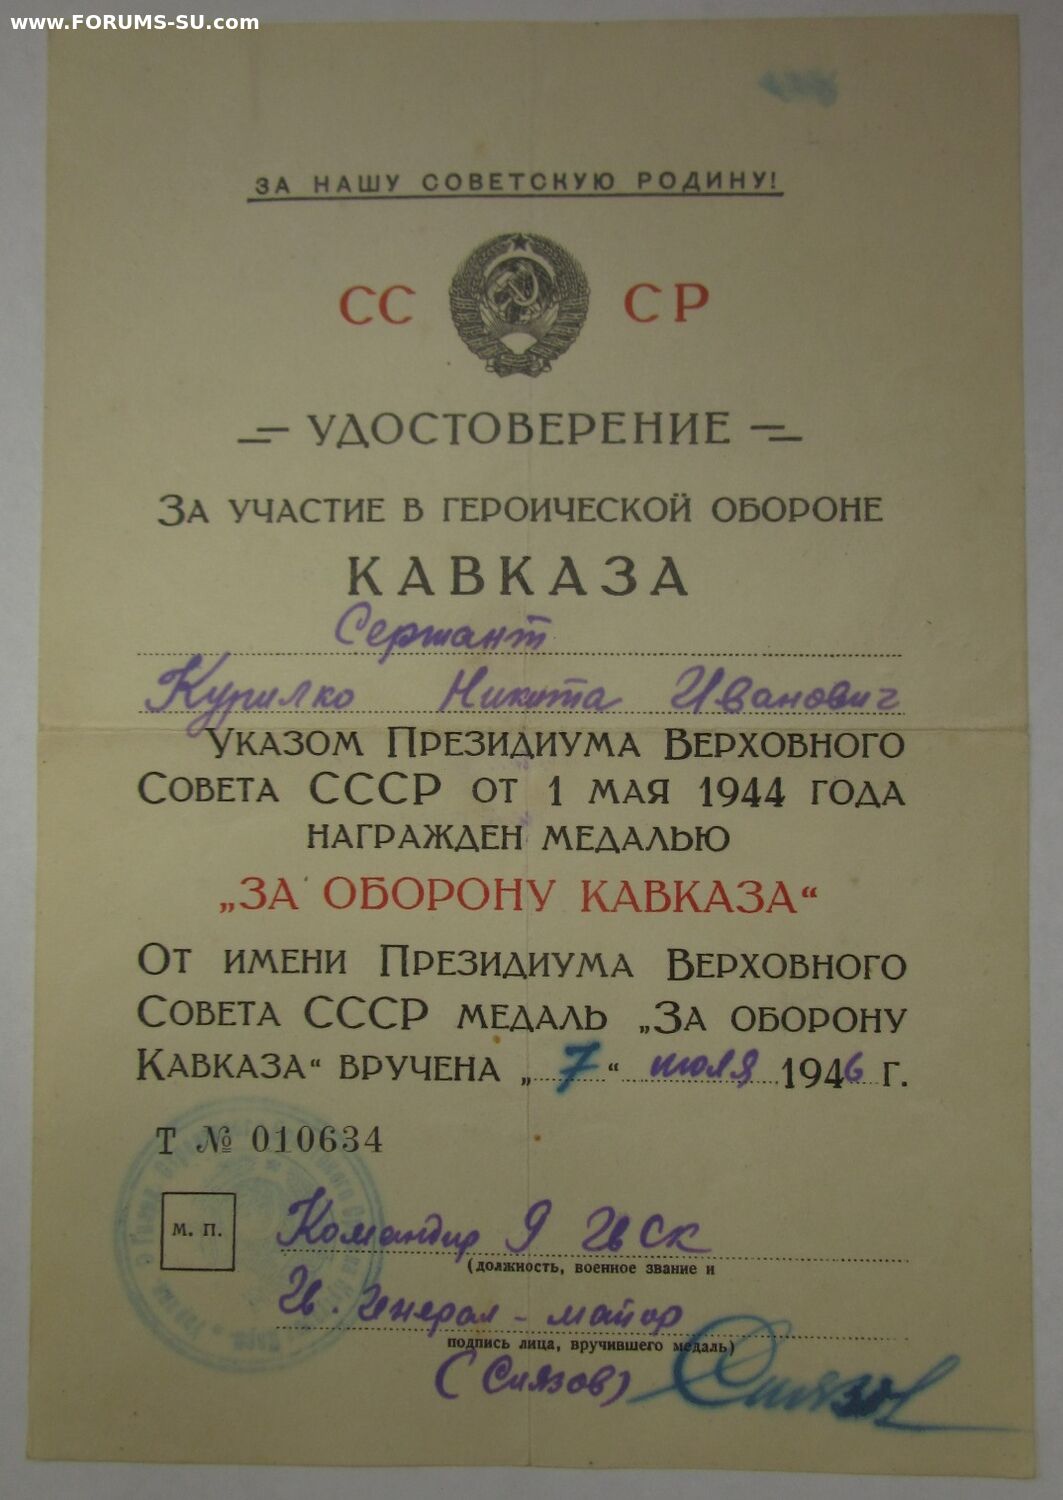 www.FORUMS-SU.com
ЗА НАШУ СОВЕТСКУЮ РОДИНУ!
СС СР
УДОСТОВЕРЕНИЕ
ЗА УЧАСТИЕ В ГЕРОИЧЕСКОЙ ОБОРОНЕ
КАВКАЗА
Сержант
Курилко Никита Иванович
УКАЗОМ ПРЕЗИДИУМА ВЕРХОВНОГО
СОВЕТА СССР ОТ 1 МАЯ 1944 ГОДА
НАГРАЖДЕН МЕДАЛЬЮ
„ЗА ОБОРОНУ КАВКАЗА“
ОТ ИМЕНИ ПРЕЗИДИУМА ВЕРХОВНОГО
СОВЕТА СССР МЕДАЛЬ „ЗА ОБОРОНУ
КАВКАЗА“ ВРУЧЕНА „7“ июля 1946 Г.
Т № 010634
М. П.
Командир 9 Гв СК
(должность, военное звание и
Гв. Генерал-майор
подпись лица, вручившего медаль)
(Сиязов)